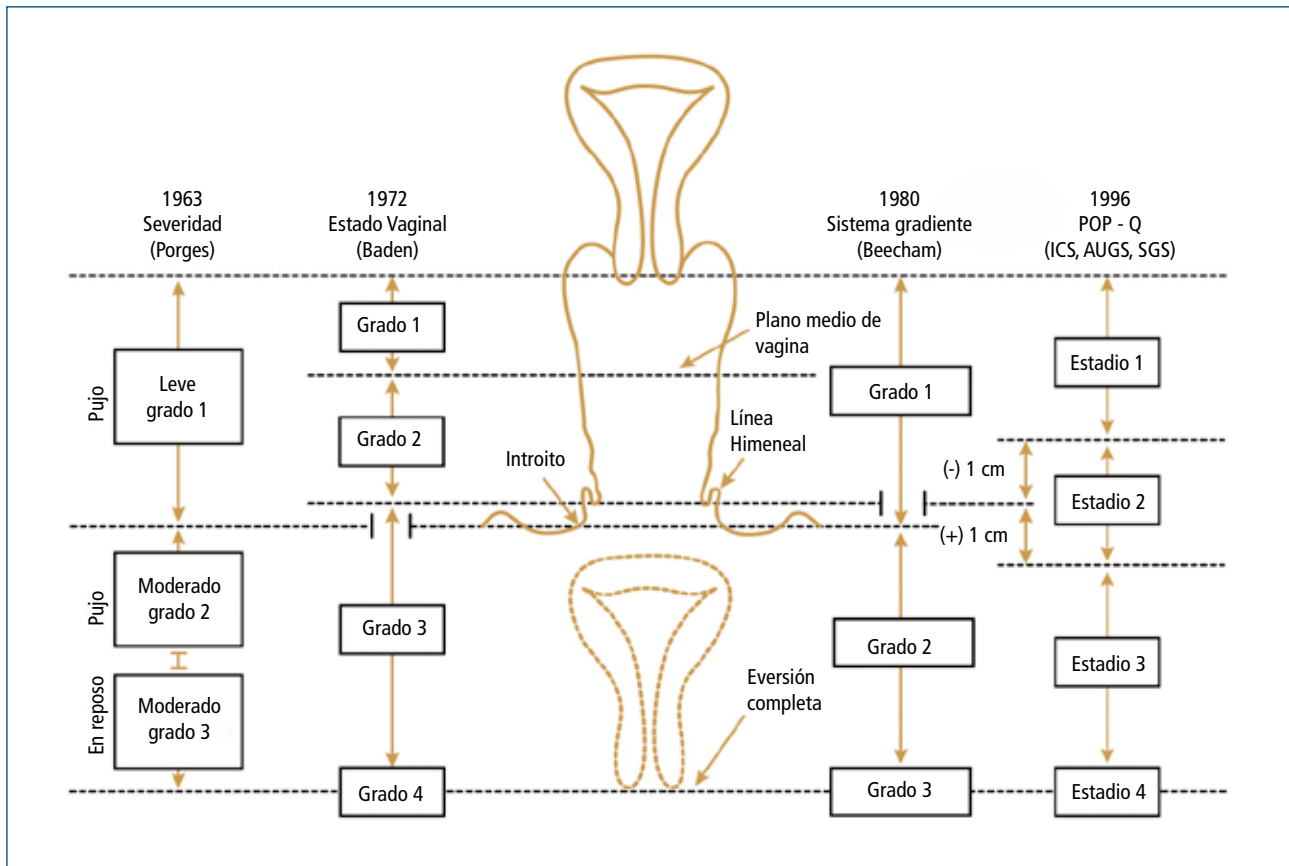 1963
Severidad
(Porges)
1972
Estado Vaginal
(Baden)
1980
Sistema gradiente
(Beecham)
1996
POP - Q
(ICS, AUGS, SGS)
Pujo
Leve
grado 1
Pujo
Moderado
grado 2
En reposo
Moderado
grado 3
Grado 1
Grado 2
Grado 3
Grado 4
Plano medio de
vagina
Línea
Himeneal
Introito
Eversión
completa
Grado 1
Grado 2
Grado 3
(-) 1 cm
(+) 1 cm
Estadio 1
Estadio 2
Estadio 3
Estadio 4